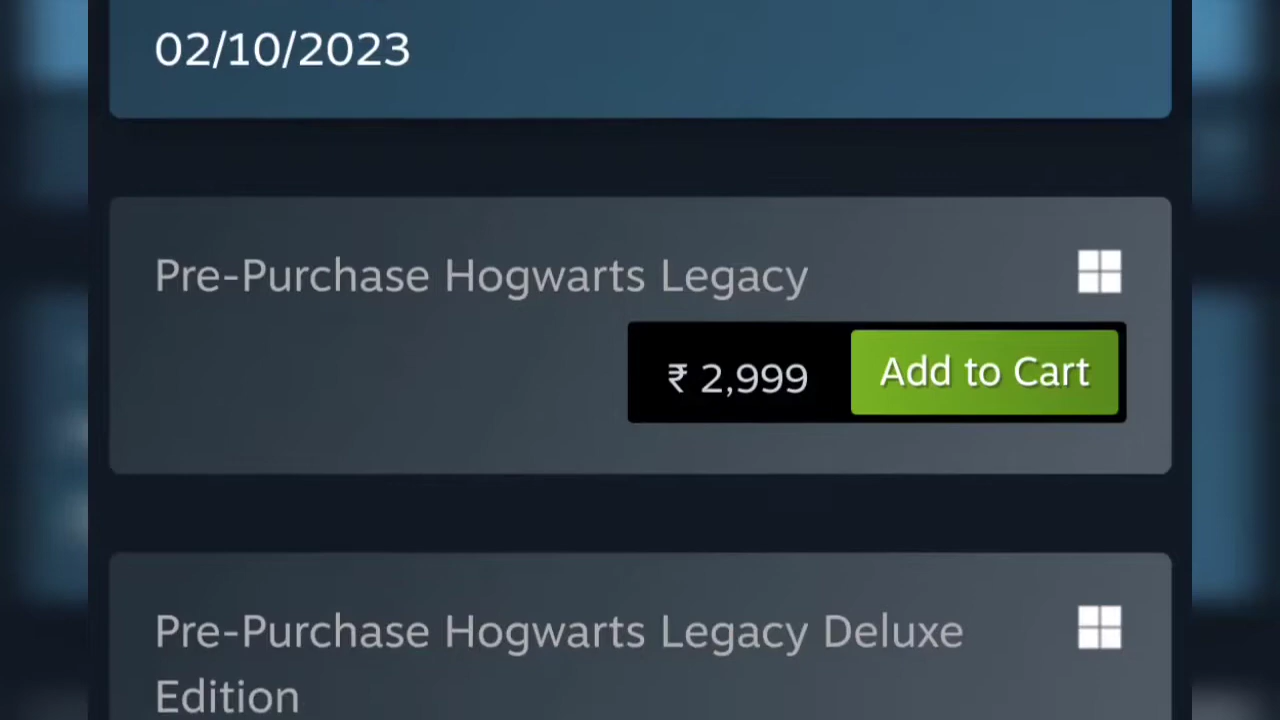 02/10/2023
Pre-Purchase Hogwarts Legacy
₹ 2,999
Add to Cart
Pre-Purchase Hogwarts Legacy Deluxe
Edition